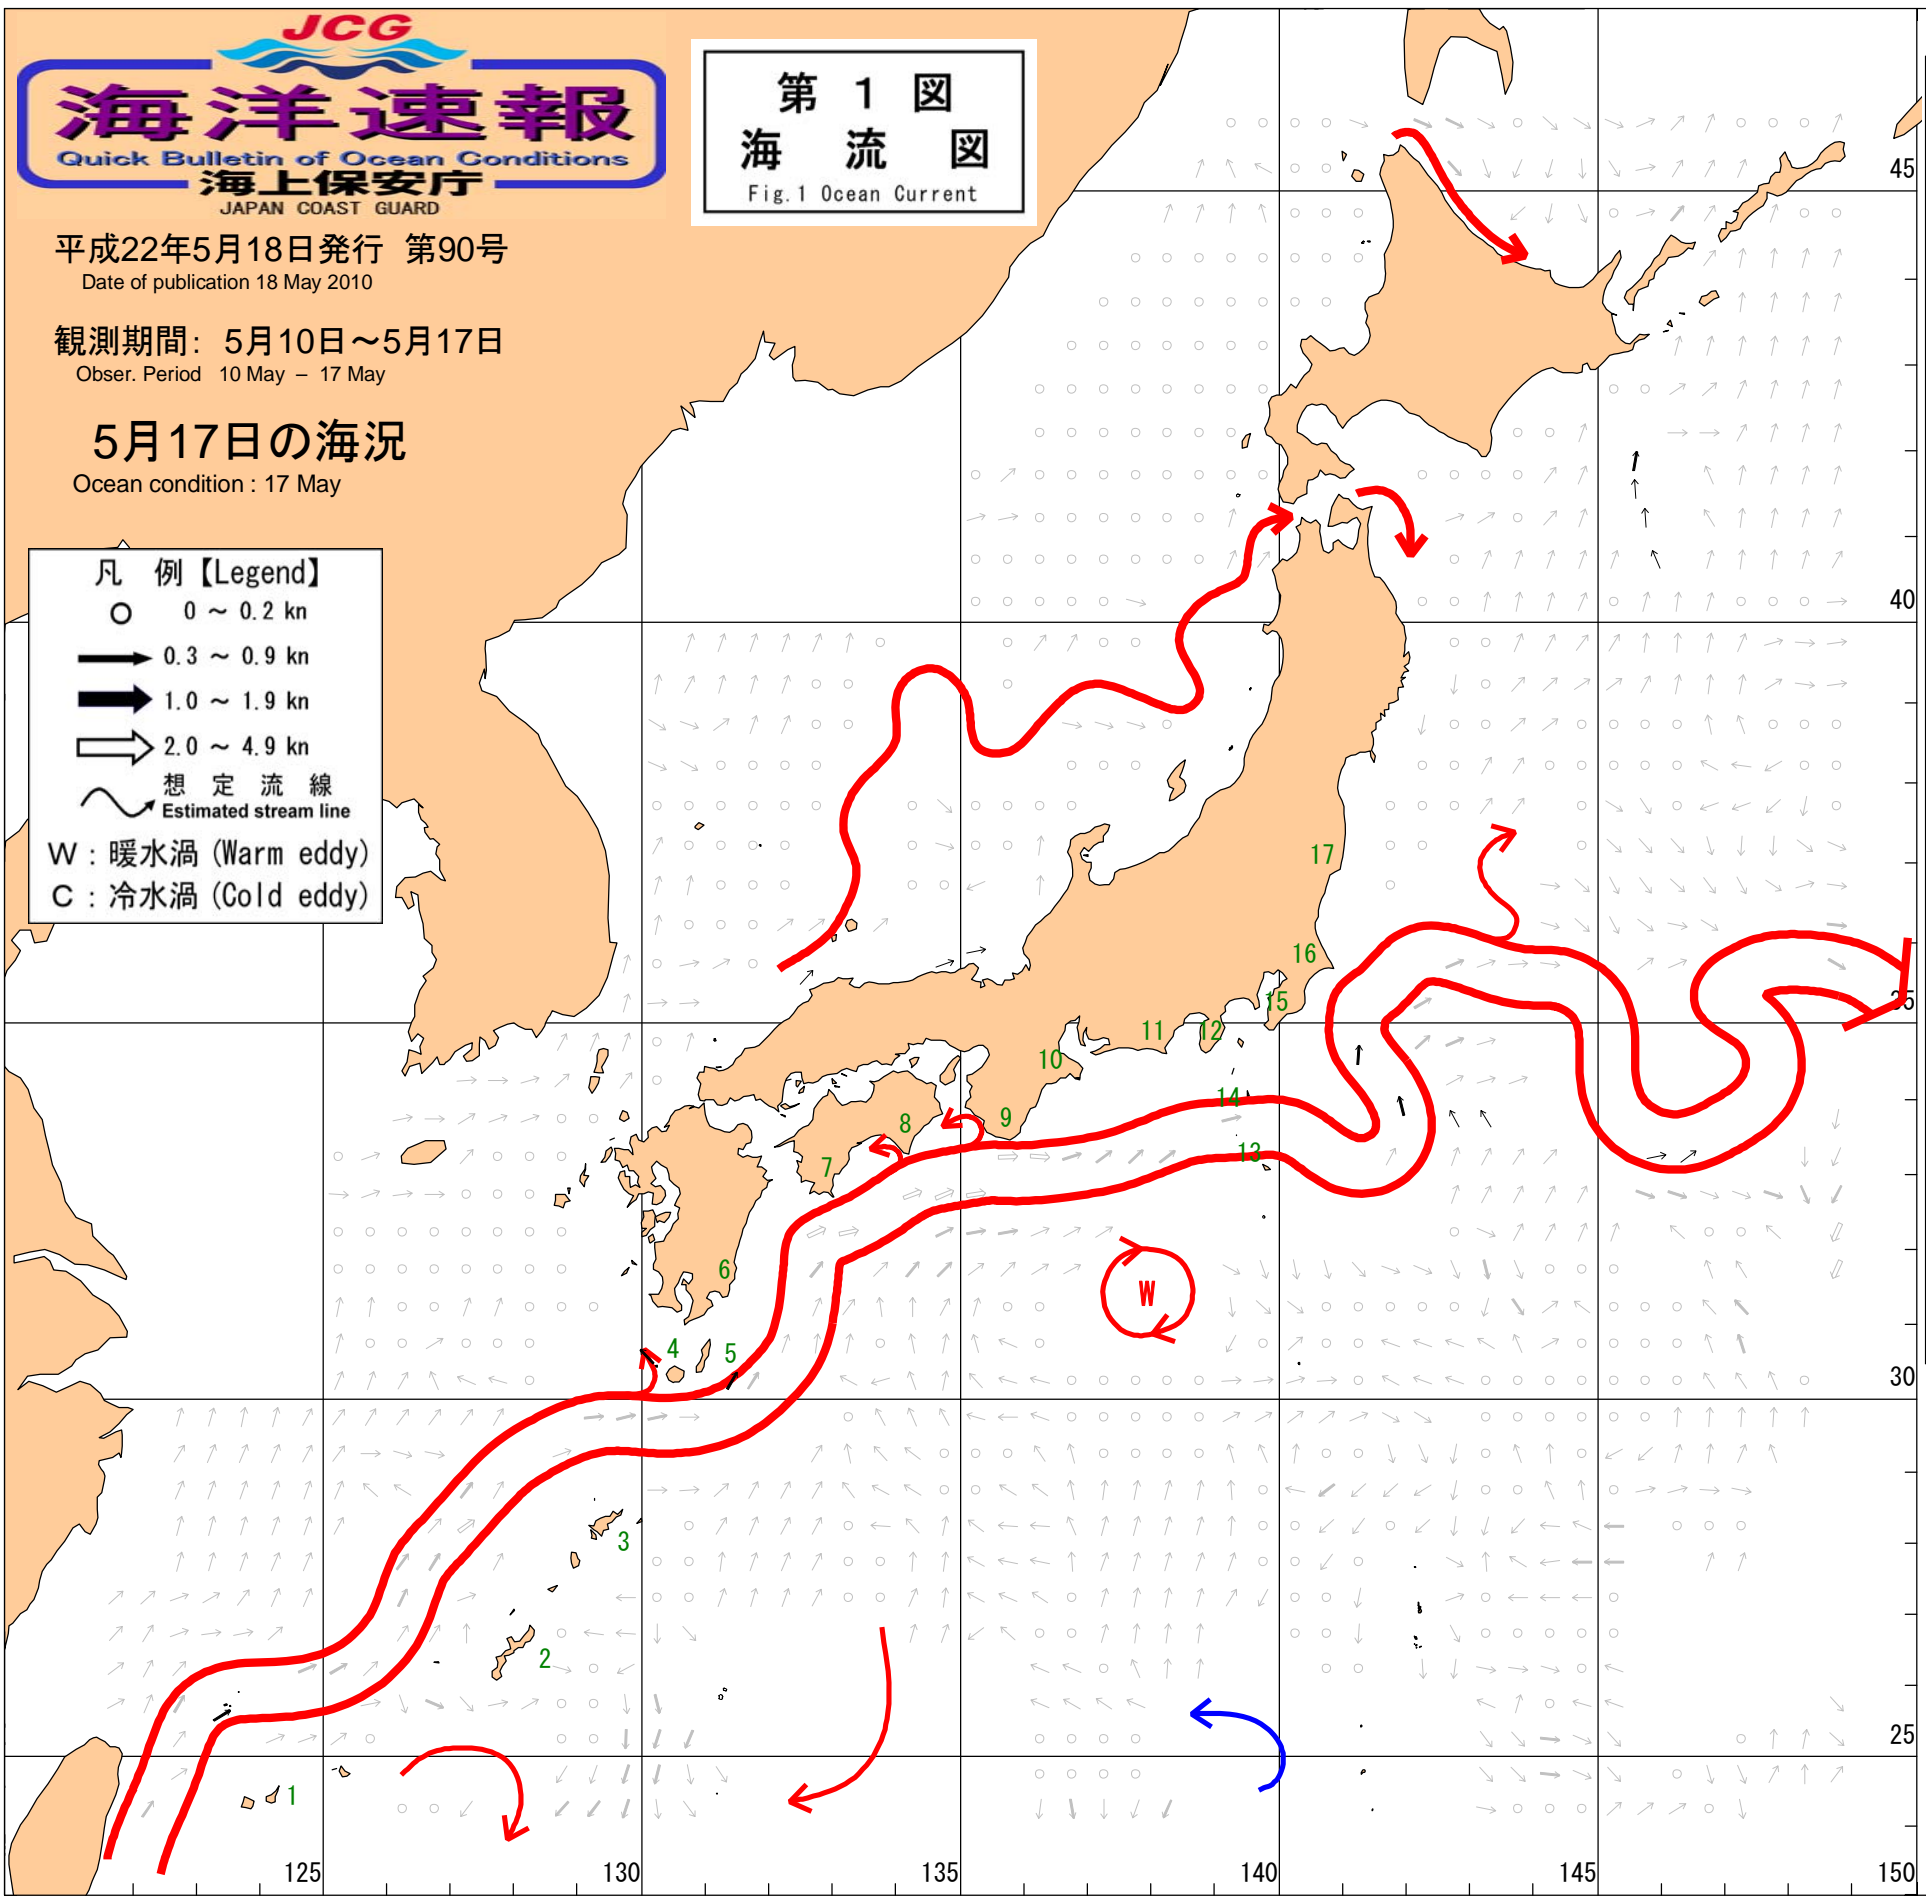 JCG
海洋速報
Quick Bulletin of Ocean Conditions
海上保安庁
JAPAN COAST GUARD
第 1 図
海 流 図
Fig.1 Ocean Current
平成22年5月18日発行 第90号
Date of publication 18 May 2010
観測期間: 5月10日～5月17日
Obser. Period 10 May – 17 May
5月17日の海況
Ocean condition : 17 May
凡 例【Legend】
0 ～ 0.2 kn
0.3 ～ 0.9 kn
1.0 ～ 1.9 kn
2.0 ～ 4.9 kn
想 定 流 線
Estimated stream line
W : 暖水渦 (Warm eddy)
C : 冷水渦 (Cold eddy)
45
40
17
16
15
35
11
12
10
14
8
9
13
7
6
W
4
5
30
3
2
25
1
125
130
135
140
145
150